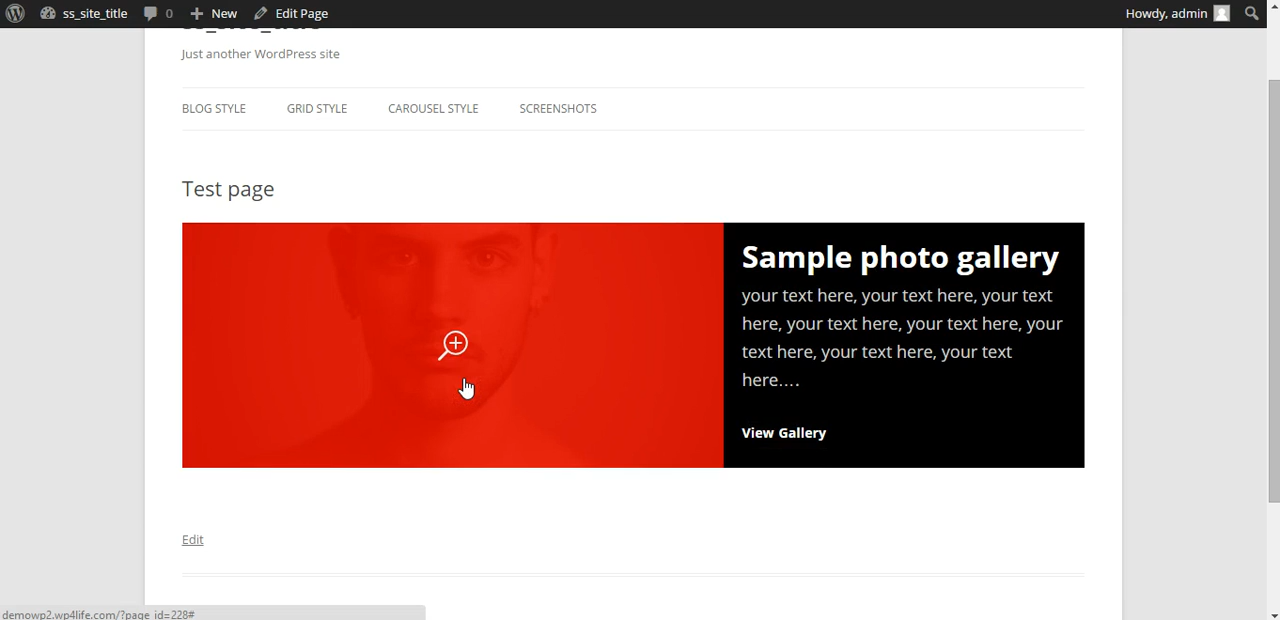 ss_site_title 0 New Edit Page Howdy, admin
ss_site_title
Just another WordPress site
BLOG STYLE GRID STYLE CAROUSEL STYLE SCREENSHOTS
Test page
Sample photo gallery
your text here, your text here, your text
here, your text here, your text here, your
text here, your text here, your text
here....
View Gallery
Edit
demowp2.wp4life.com/?page_id=228#